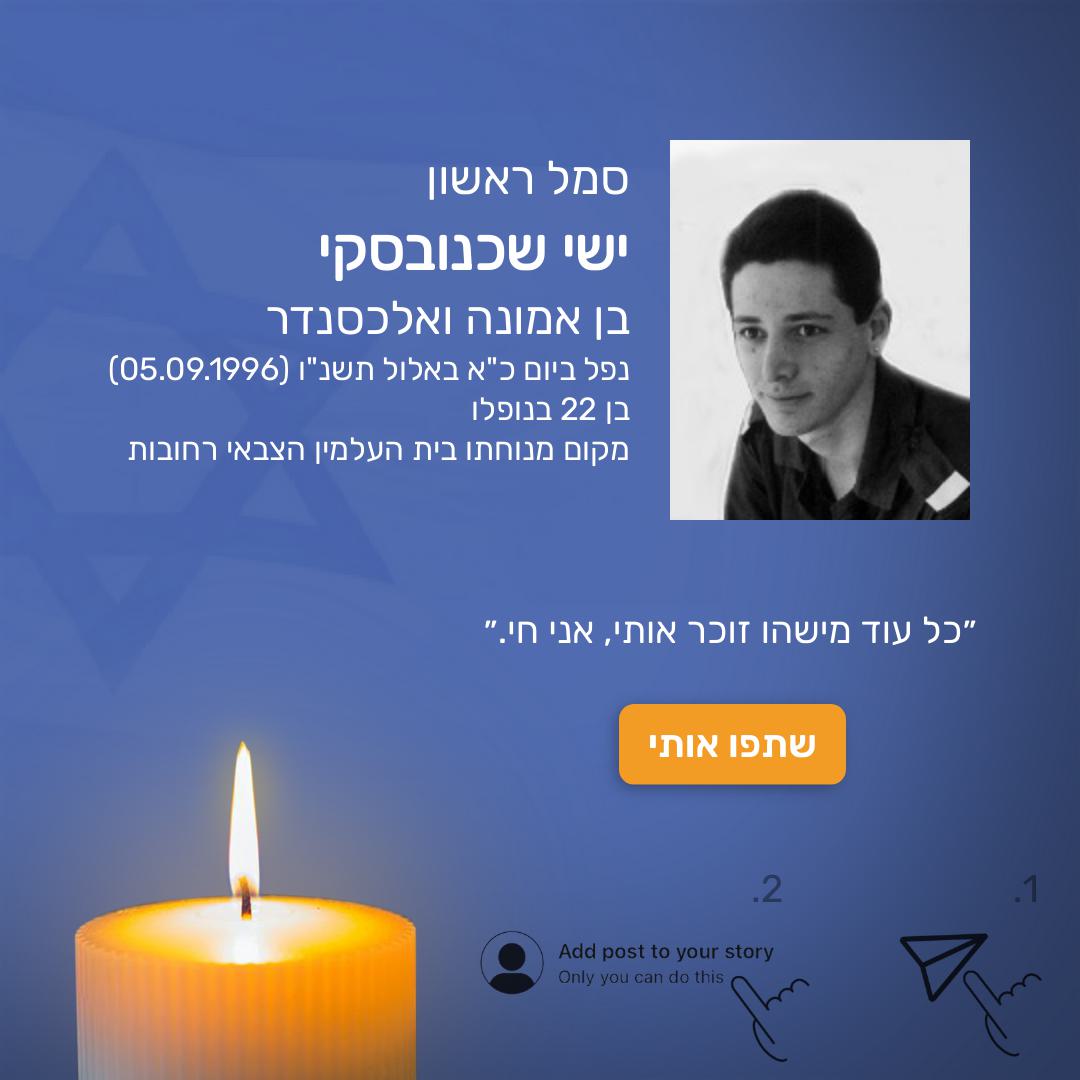 סמל ראשון
ישי שכנובסקי
בן אמונה ואלכסנדר
נפל ביום כ"א באלול תשנ"ו (05.09.1996)
בן 22 בנופלו
מקום מנוחתו בית העלמין הצבאי רחובות
״כל עוד מישהו זוכר אותי, אני חי.״
שתפו אותי
1.
2.
Add post to your story
Only you can do this